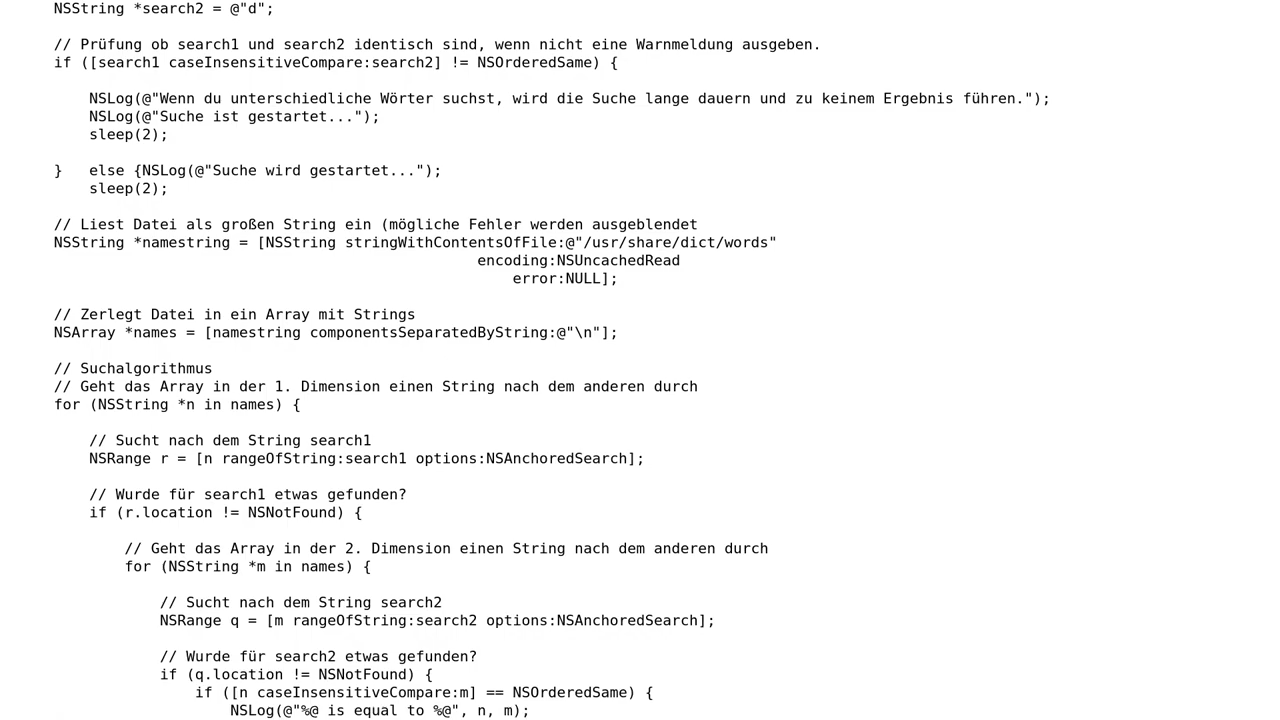 NSString *search2 = @"d";
// Prüfung ob search1 und search2 identisch sind, wenn nicht eine Warnmeldung ausgeben.
if ([search1 caseInsensitiveCompare:search2] != NSOrderedSame) {
NSLog(@"Wenn du unterschiedliche Wörter suchst, wird die Suche lange dauern und zu keinem Ergebnis führen.");
NSLog(@"Suche ist gestartet...");
sleep(2);
}   else {NSLog(@"Suche wird gestartet...");
sleep(2);
// Liest Datei als großen String ein (mögliche Fehler werden ausgeblendet
NSString *namestring = [NSString stringWithContentsOfFile:@"/usr/share/dict/words"
encoding:NSUncachedRead
error:NULL];
// Zerlegt Datei in ein Array mit Strings
NSArray *names = [namestring componentsSeparatedByString:@"\n"];
// Suchalgorithmus
// Geht das Array in der 1. Dimension einen String nach dem anderen durch
for (NSString *n in names) {
// Sucht nach dem String search1
NSRange r = [n rangeOfString:search1 options:NSAnchoredSearch];
// Wurde für search1 etwas gefunden?
if (r.location != NSNotFound) {
// Geht das Array in der 2. Dimension einen String nach dem anderen durch
for (NSString *m in names) {
// Sucht nach dem String search2
NSRange q = [m rangeOfString:search2 options:NSAnchoredSearch];
// Wurde für search2 etwas gefunden?
if (q.location != NSNotFound) {
if ([n caseInsensitiveCompare:m] == NSOrderedSame) {
NSLog(@"%@ is equal to %@", n, m);